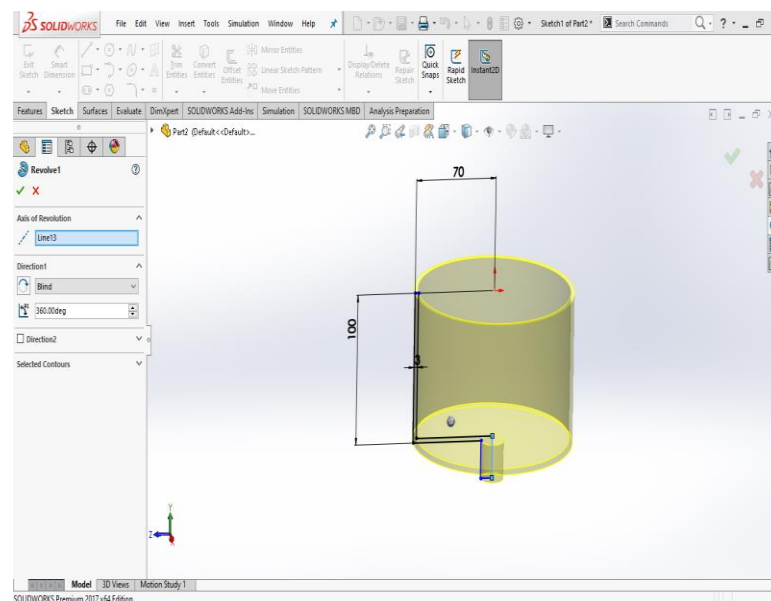 SOLIDWORKS File Edit View Insert Tools Simulation Window Help Sketch1 of Part2 * Search Commands ?
Exit Sketch Smart Dimension Trim Entities Convert Entities Offset Entities Mirror Entities Linear Sketch Pattern Move Entities Display/Delete Relations Repair Sketch Quick Snaps Rapid Sketch Instant2D
Features Sketch Surfaces Evaluate DimXpert SOLIDWORKS Add-Ins Simulation SOLIDWORKS MBD Analysis Preparation
Part2 (Default<<Default>...
Revolve1
Axis of Revolution
Line13
Direction1
Blind
360.00deg
Direction2
Selected Contours
70
100
3
Y
Z
Model 3D Views Motion Study 1
SOLIDWORKS Premium 2017 x64 Edition